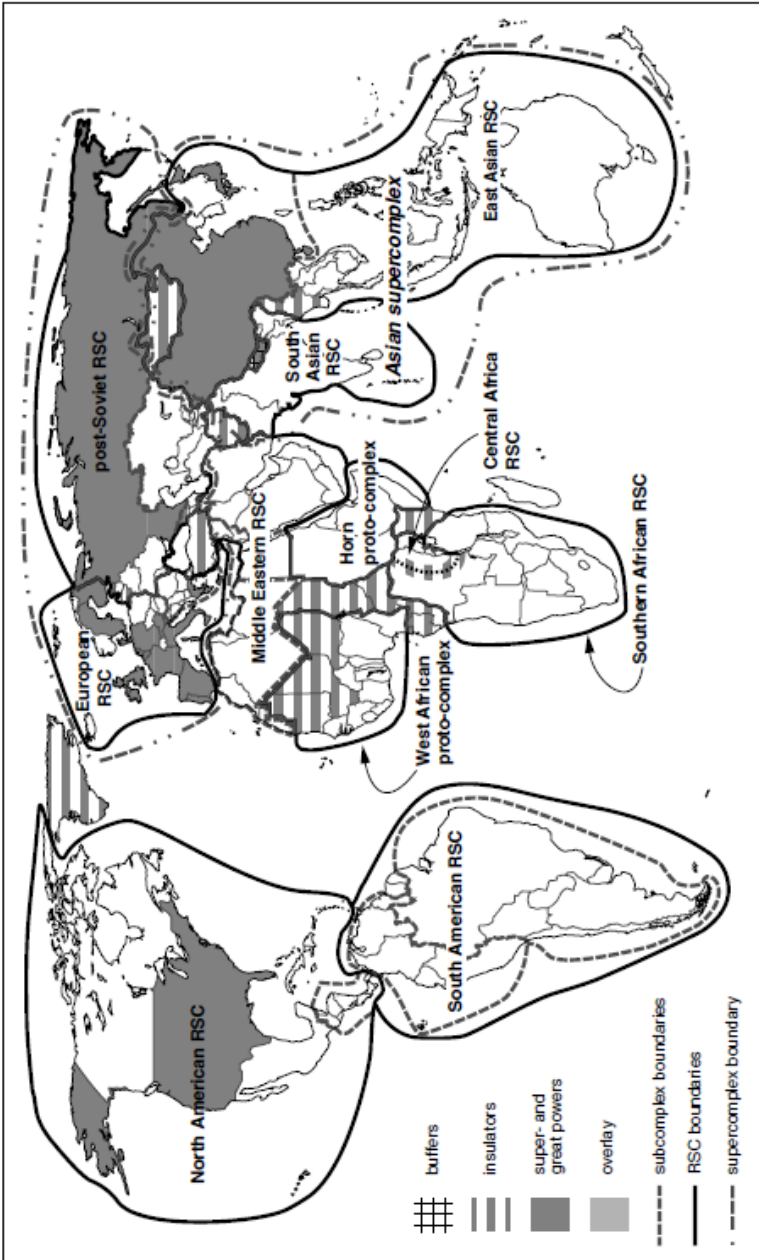 North American RSC
South American RSC
European
RSC
post-Soviet RSC
Middle Eastern RSC
West African
proto-complex
Horn
proto-complex
Central Africa
RSC
Southern African RSC
South
Asian
RSC
Asian supercomplex
East Asian RSC
buffers
insulators
super- and
great powers
overlay
subcomplex boundaries
RSC boundaries
supercomplex boundary